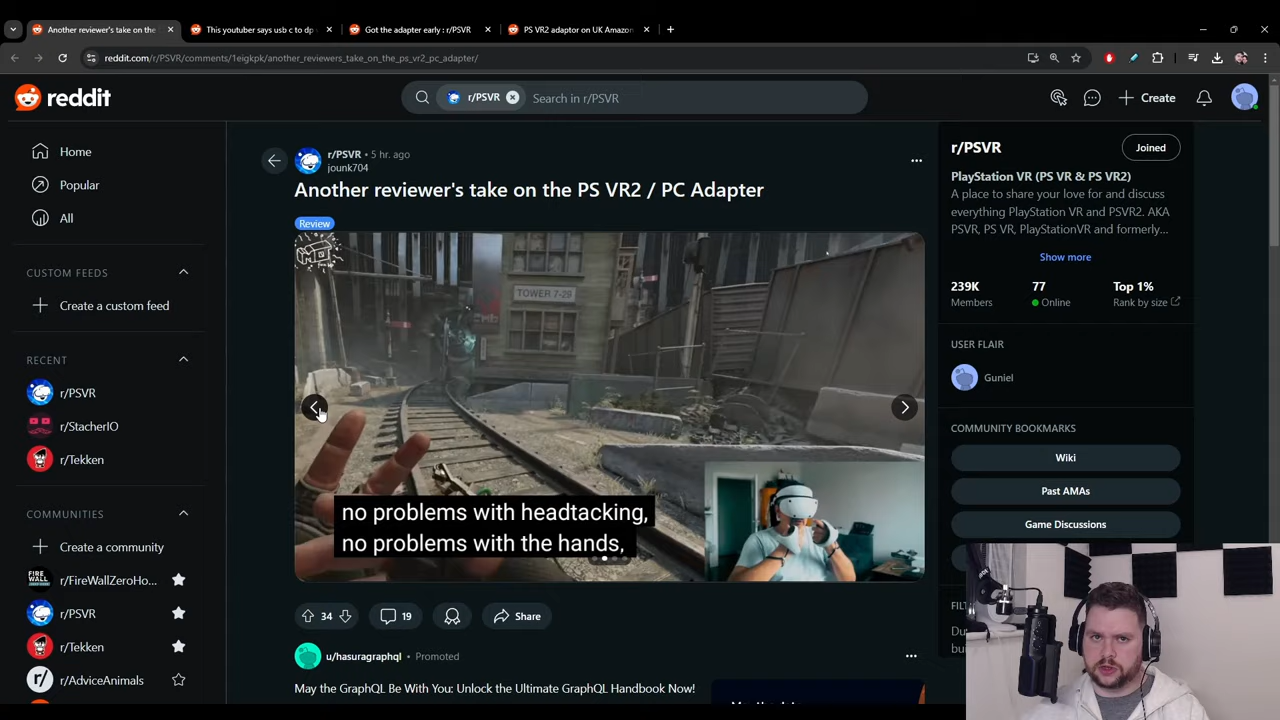 Another reviewer's take on the
This youtuber says usb c to dp
Got the adapter early : r/PSVR
PS VR2 adaptor on UK Amazon
reddit.com/r/PSVR/comments/1eigkpk/another_reviewers_take_on_the_ps_vr2_pc_adapter/
reddit
r/PSVR
Search in r/PSVR
Create
Home
Popular
All
CUSTOM FEEDS
Create a custom feed
RECENT
r/PSVR
r/StacherIO
r/Tekken
COMMUNITIES
Create a community
r/FireWallZeroHo...
r/PSVR
r/Tekken
r/AdviceAnimals
r/PSVR • 5 hr. ago
jounk704
Another reviewer's take on the PS VR2 / PC Adapter
Review
TOWER 7-29
no problems with headtacking,
no problems with the hands,
34
19
Share
u/hasuragraphql • Promoted
May the GraphQL Be With You: Unlock the Ultimate GraphQL Handbook Now!
r/PSVR
Joined
PlayStation VR (PS VR & PS VR2)
A place to share your love for and discuss
everything PlayStation VR and PSVR2. AKA
PSVR, PS VR, PlayStationVR and formerly...
Show more
239K
Members
77
Online
Top 1%
Rank by size
USER FLAIR
Guniel
COMMUNITY BOOKMARKS
Wiki
Past AMAs
Game Discussions